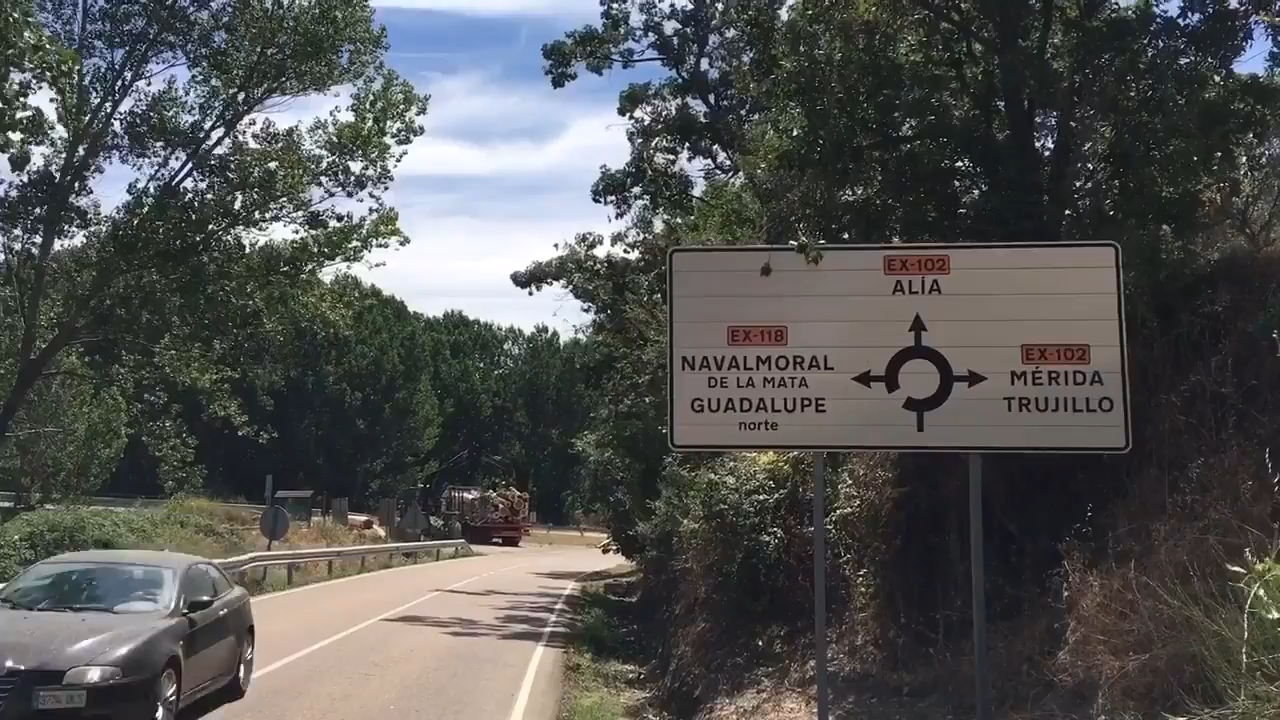 EX-102
ALÍA
EX-118
NAVALMORAL
DE LA MATA
GUADALUPE
norte
EX-102
MÉRIDA
TRUJILLO